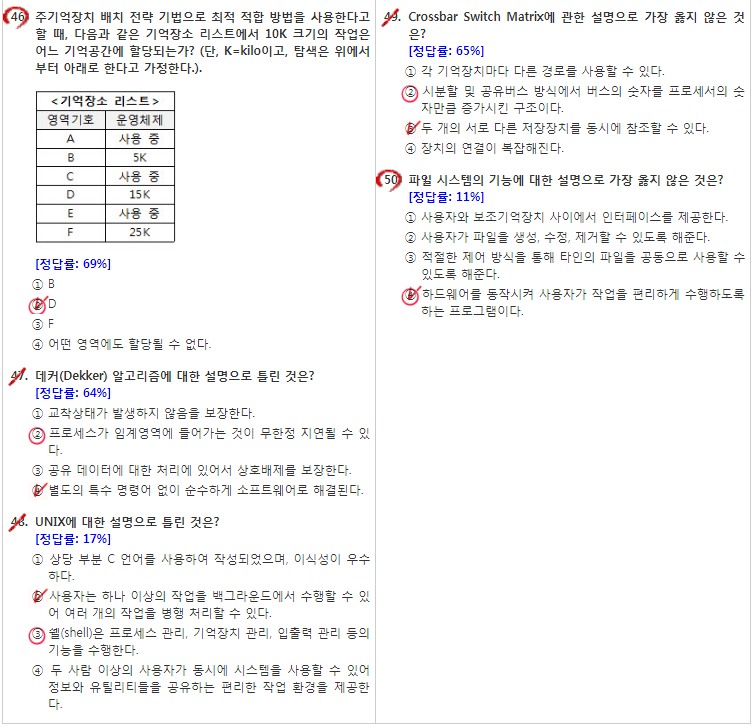 46. 주기억장치 배치 전략 기법으로 최적 적합 방법을 사용한다고
할 때, 다음과 같은 기억장소 리스트에서 10K 크기의 작업은
어느 기억공간에 할당되는가? (단, K=kilo이고, 탐색은 위에서
부터 아래로 한다고 가정한다.).
<기억장소 리스트>
영역기호 운영체제
A 사용 중
B 5K
C 사용 중
D 15K
E 사용 중
F 25K
[정답률: 69%]
① B
② D
③ F
④ 어떤 영역에도 할당될 수 없다.
47. 데커(Dekker) 알고리즘에 대한 설명으로 틀린 것은?
[정답률: 64%]
① 교착상태가 발생하지 않음을 보장한다.
② 프로세스가 임계영역에 들어가는 것이 무한정 지연될 수 있
다.
③ 공유 데이터에 대한 처리에 있어서 상호배제를 보장한다.
④ 별도의 특수 명령어 없이 순수하게 소프트웨어로 해결된다.
48. UNIX에 대한 설명으로 틀린 것은?
[정답률: 17%]
① 상당 부분 C 언어를 사용하여 작성되었으며, 이식성이 우수
하다.
② 사용자는 하나 이상의 작업을 백그라운드에서 수행할 수 있
어 여러 개의 작업을 병행 처리할 수 있다.
③ 쉘(shell)은 프로세스 관리, 기억장치 관리, 입출력 관리 등의
기능을 수행한다.
④ 두 사람 이상의 사용자가 동시에 시스템을 사용할 수 있어
정보와 유틸리티들을 공유하는 편리한 작업 환경을 제공한
다.
49. Crossbar Switch Matrix에 관한 설명으로 가장 옳지 않은 것
은?
[정답률: 65%]
① 각 기억장치마다 다른 경로를 사용할 수 있다.
② 시분할 및 공유버스 방식에서 버스의 숫자를 프로세서의 숫
자만큼 증가시킨 구조이다.
③ 두 개의 서로 다른 저장장치를 동시에 참조할 수 있다.
④ 장치의 연결이 복잡해진다.
50. 파일 시스템의 기능에 대한 설명으로 가장 옳지 않은 것은?
[정답률: 11%]
① 사용자와 보조기억장치 사이에서 인터페이스를 제공한다.
② 사용자가 파일을 생성, 수정, 제거할 수 있도록 해준다.
③ 적절한 제어 방식을 통해 타인의 파일을 공동으로 사용할 수
있도록 해준다.
④ 하드웨어를 동작시켜 사용자가 작업을 편리하게 수행하도록
하는 프로그램이다.